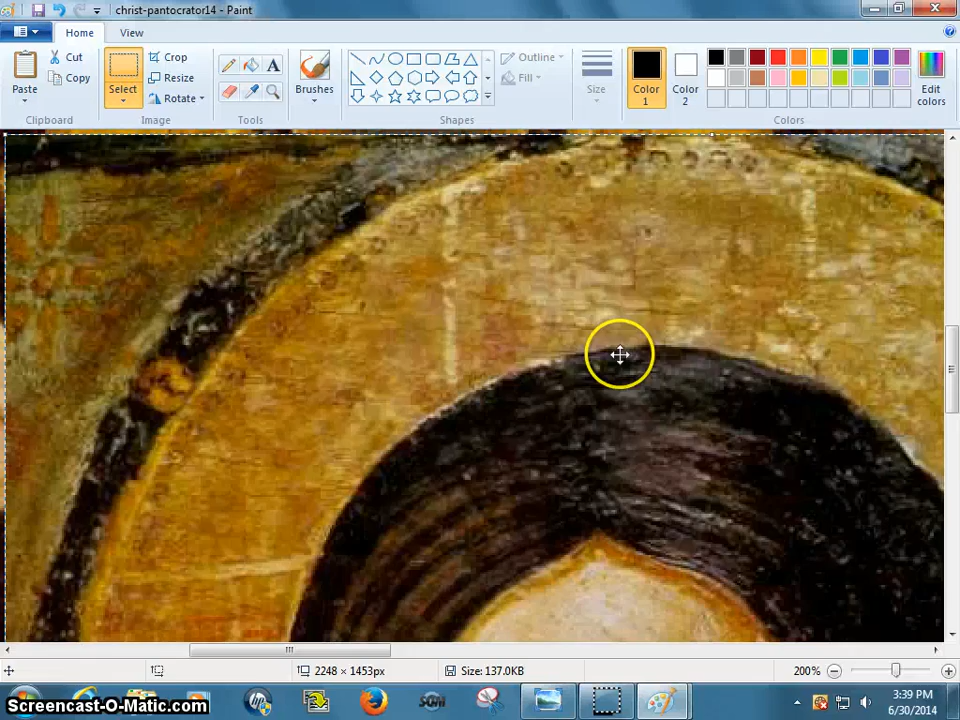 christ-pantocrator14 - Paint
Home
View
Paste
Cut
Copy
Select
Crop
Resize
Rotate
Brushes
Outline
Fill
Size
Color 1
Color 2
Edit colors
Clipboard
Image
Tools
Shapes
Colors
2248 × 1453px
Size: 137.0KB
200%
Screencast-O-Matic.com
hp
SCM
3:39 PM
6/30/2014